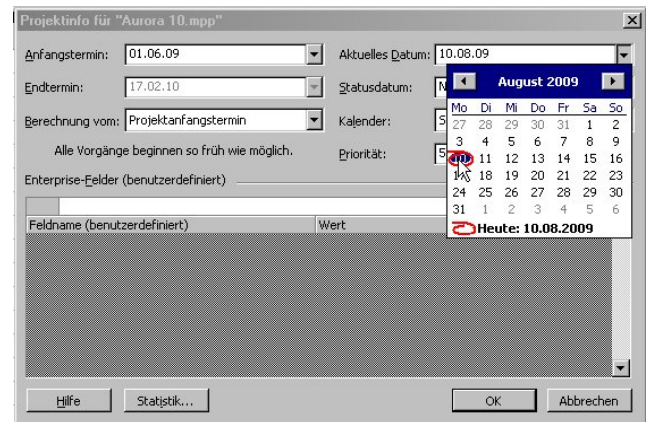 Projektinfo für "Aurora 10.mpp"
Anfangstermin: 01.06.09 Aktuelles Datum: 10.08.09
Endtermin: 17.02.10 Statusdatum: N
August 2009
Berechnung vom: Projektanfangstermin Kalender: S
Mo Di Mi Do Fr Sa So
27 28 29 30 31 1 2
Alle Vorgänge beginnen so früh wie möglich. Priorität: 5
3 4 5 6 7 8 9
10 11 12 13 14 15 16
18 19 20 21 22 23
Enterprise-Felder (benutzerdefiniert)
24 25 26 27 28 29 30
31 1 2 3 4 5 6
Heute: 10.08.2009
Feldname (benutzerdefiniert) Wert
Hilfe Statistik... OK Abbrechen